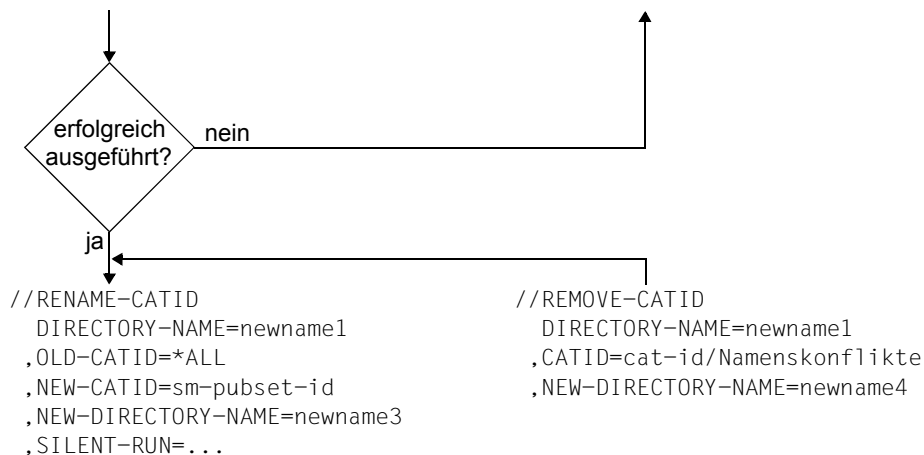 erfolgreich
ausgeführt?
nein
ja
//RENAME-CATID
DIRECTORY-NAME=newname1
,OLD-CATID=*ALL
,NEW-CATID=sm-pubset-id
,NEW-DIRECTORY-NAME=newname3
,SILENT-RUN=...
//REMOVE-CATID
DIRECTORY-NAME=newname1
,CATID=cat-id/Namenskonflikte
,NEW-DIRECTORY-NAME=newname4